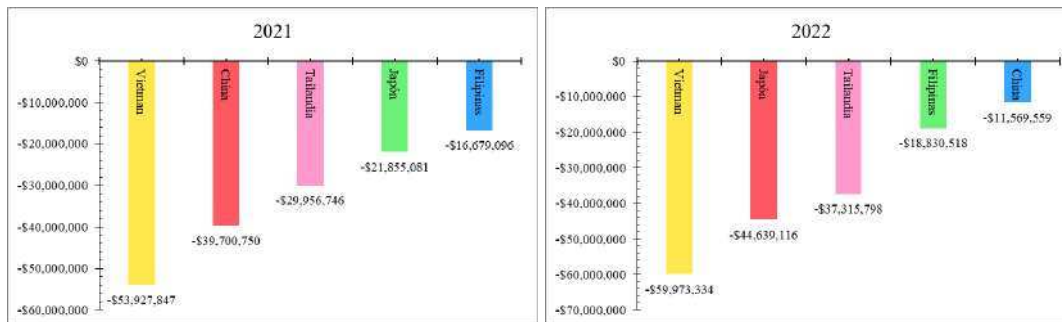 2021
$0
-$10,000,000
-$20,000,000
-$30,000,000
-$40,000,000
-$50,000,000
-$60,000,000
Vietman
China
Tailandia
Japón
Filipinas
-$53,927,847
-$39,700,750
-$29,956,746
-$21,855,081
-$16,679,096
2022
$0
-$10,000,000
-$20,000,000
-$30,000,000
-$40,000,000
-$50,000,000
-$60,000,000
-$70,000,000
Vietman
Japón
Tailandia
Filipinas
China
-$59,973,334
-$44,639,116
-$37,315,798
-$18,830,518
-$11,569,559